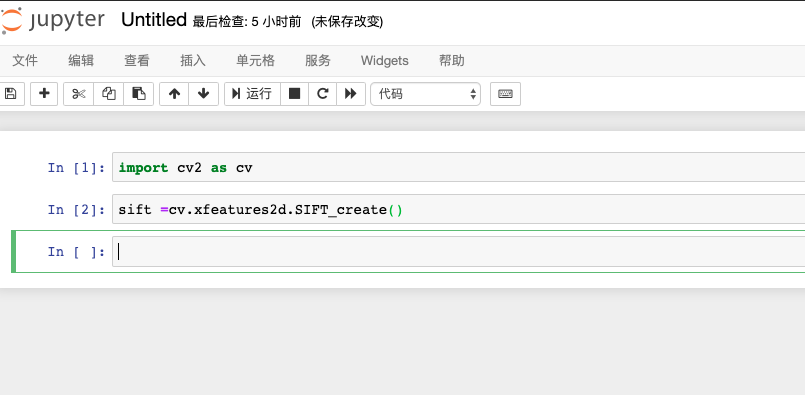 jupyter Untitled 最后检查: 5 小时前 (未保存改变)
文件 编辑 查看 插入 单元格 服务 Widgets 帮助
运行 代码
In [1]: import cv2 as cv
In [2]: sift =cv.xfeatures2d.SIFT_create()
In [ ]: